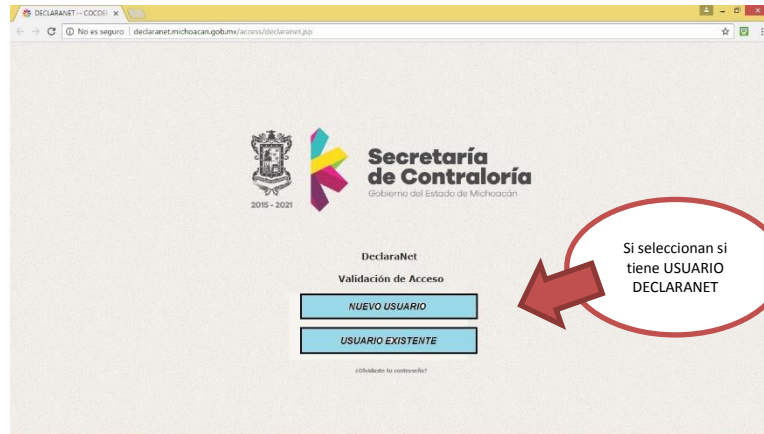 DECLARANET -- COCOE
No es seguro | declaranet.michoacan.gob.mx/access/declaranet.jsp
2015 - 2021
Secretaría
de Contraloría
Gobierno del Estado de Michoacán
Si seleccionan si
tiene USUARIO
DECLARANET
DeclaraNet
Validación de Acceso
NUEVO USUARIO
USUARIO EXISTENTE
¿Olvidaste tu contraseña?